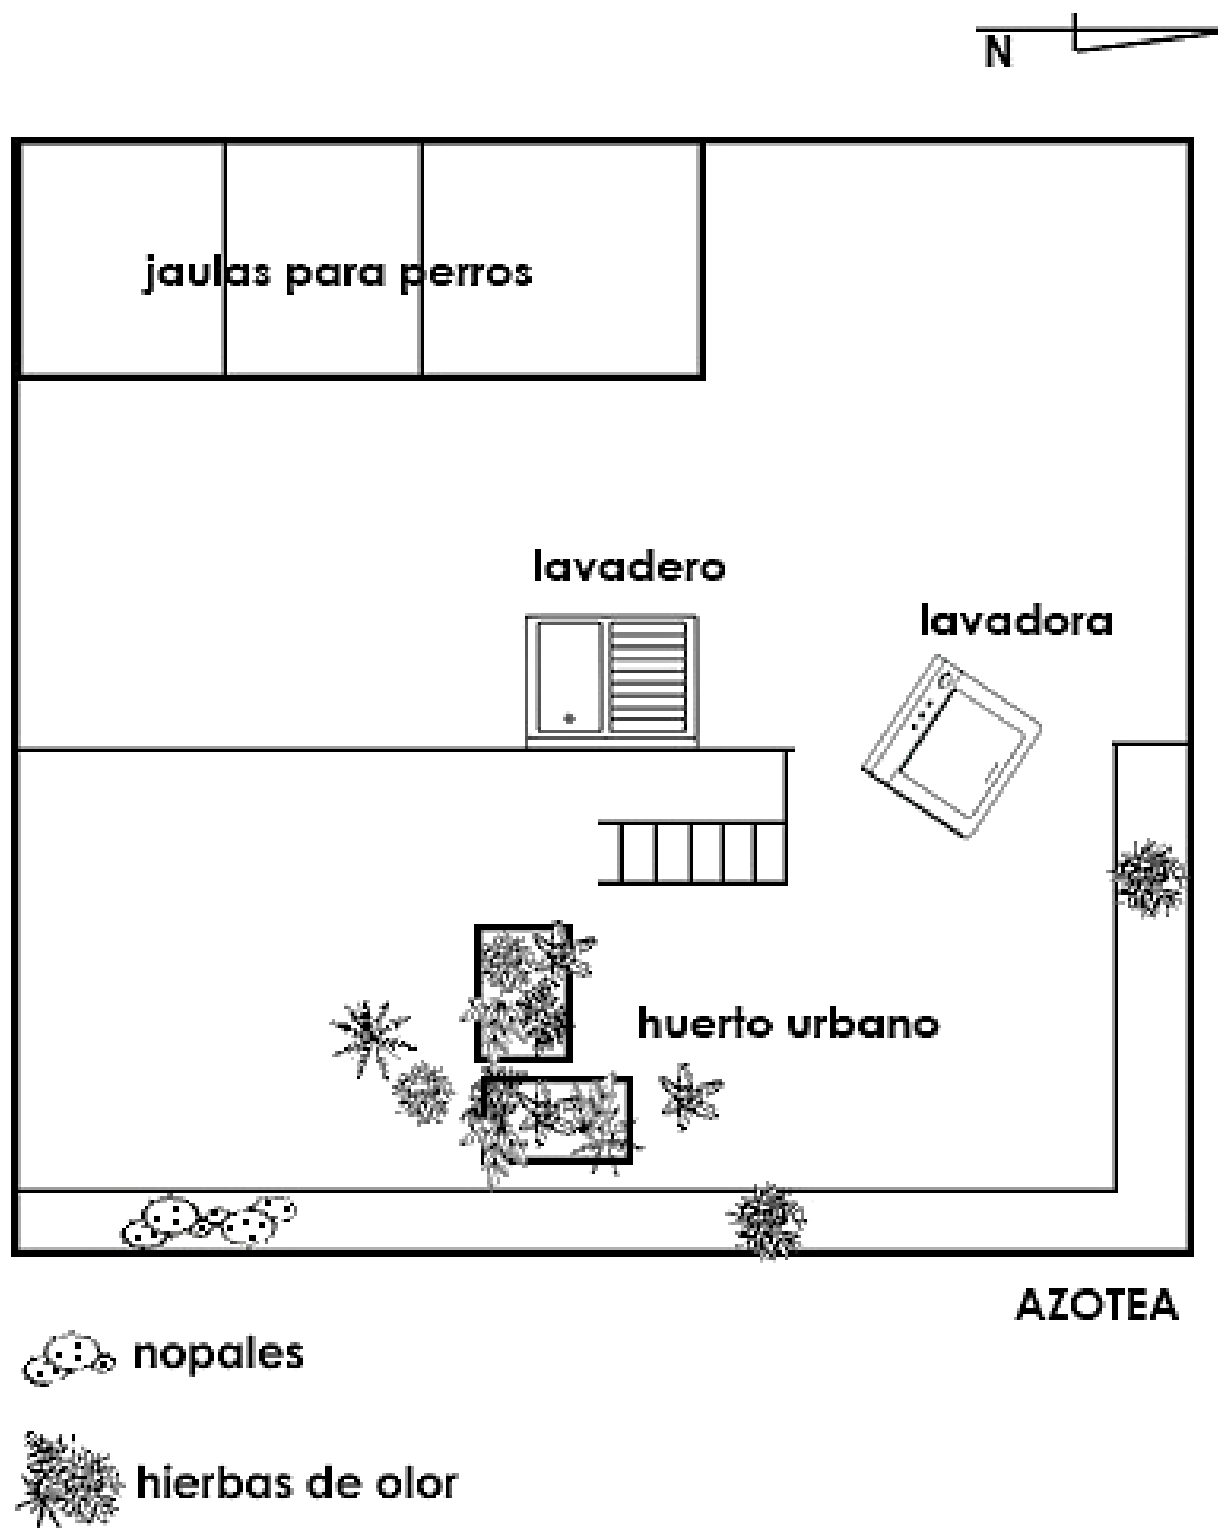 N
jaulas para perros
lavadero
lavadora
huerto urbano
AZOTEA
nopales
hierbas de olor